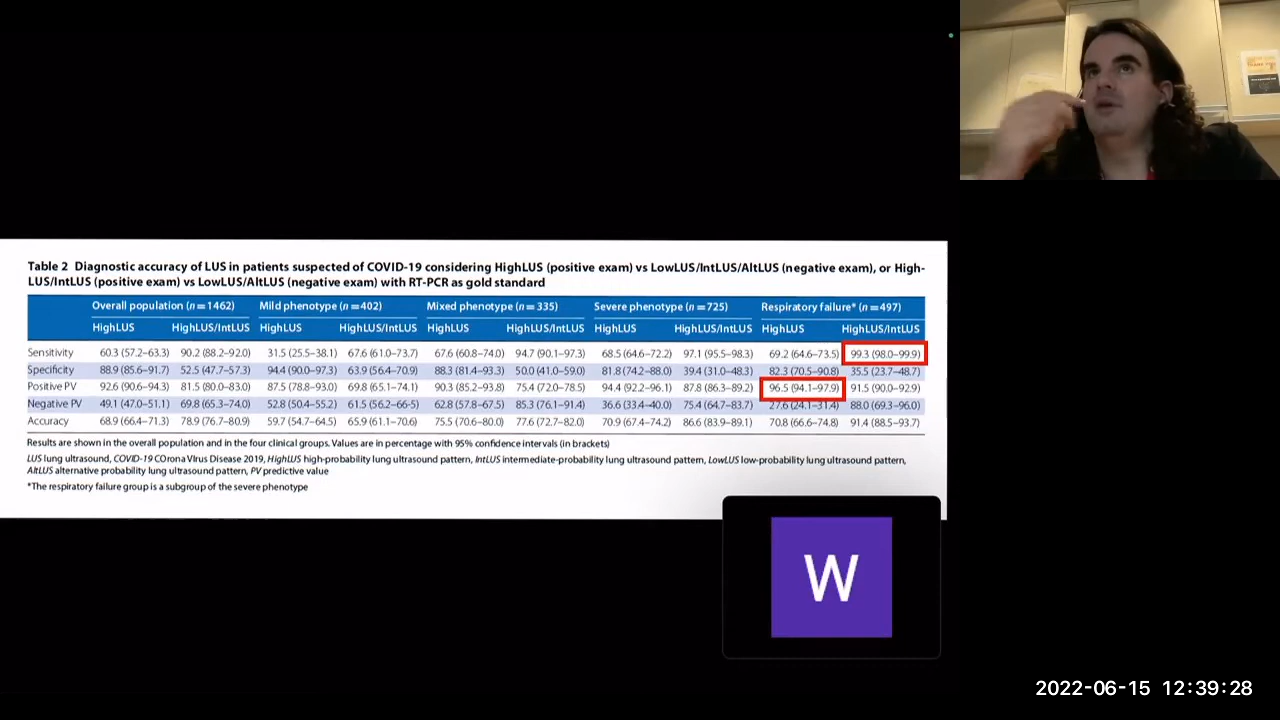 Table 2 Diagnostic accuracy of LUS in patients suspected of COVID-19 considering HighLUS (positive exam) vs LowLUS/IntLUS/AltLUS (negative exam), or High-
LUS/IntLUS (positive exam) vs LowLUS/AltLUS (negative exam) with RT-PCR as gold standard
Overall population (n = 1462) Mild phenotype (n = 402) Mixed phenotype (n = 335) Severe phenotype (n = 725) Respiratory failure* (n = 497)
HighLUS HighLUS/IntLUS HighLUS HighLUS/IntLUS HighLUS HighLUS/IntLUS HighLUS HighLUS/IntLUS HighLUS HighLUS/IntLUS
Sensitivity 60.3 (57.2–63.3) 90.2 (88.2–92.0) 31.5 (25.5–38.1) 67.6 (61.0–73.7) 67.6 (60.8–74.0) 94.7 (90.1–97.3) 68.5 (64.6–72.2) 97.1 (95.5–98.3) 69.2 (64.6–73.5) 99.3 (98.0–99.9)
Specificity 88.9 (85.6–91.7) 52.5 (47.7–57.3) 94.4 (90.0–97.3) 63.9 (56.4–70.9) 88.3 (81.4–93.3) 50.0 (41.0–59.0) 81.8 (74.2–88.0) 39.4 (31.0–48.3) 82.3 (70.5–90.8) 35.5 (23.7–48.7)
Positive PV 92.6 (90.6–94.3) 81.5 (80.0–83.0) 87.5 (78.8–93.0) 69.8 (65.1–74.1) 90.3 (85.2–93.8) 75.4 (72.0–78.5) 94.4 (92.2–96.1) 87.8 (86.3–89.2) 96.5 (94.1–97.9) 91.5 (90.0–92.9)
Negative PV 49.1 (47.0–51.1) 69.8 (65.3–74.0) 52.8 (50.4–55.2) 61.5 (56.2–66-5) 62.8 (57.8–67.5) 85.3 (76.1–91.4) 36.6 (33.4–40.0) 75.4 (64.7–83.7) 27.6 (24.1–31.4) 88.0 (69.3–96.0)
Accuracy 68.9 (66.4–71.3) 78.9 (76.7–80.9) 59.7 (54.7–64.5) 65.9 (61.1–70.6) 75.5 (70.6–80.0) 77.6 (72.7–82.0) 70.9 (67.4–74.2) 86.6 (83.9–89.1) 70.8 (66.6–74.8) 91.4 (88.5–93.7)
Results are shown in the overall population and in the four clinical groups. Values are in percentage with 95% confidence intervals (in brackets)
LUS lung ultrasound, COVID-19 COrona VIrus Disease 2019, HighLUS high-probability lung ultrasound pattern, IntLUS intermediate-probability lung ultrasound pattern, LowLUS low-probability lung ultrasound pattern,
AltLUS alternative probability lung ultrasound pattern, PV predictive value
*The respiratory failure group is a subgroup of the severe phenotype
W
2022-06-15 12:39:28